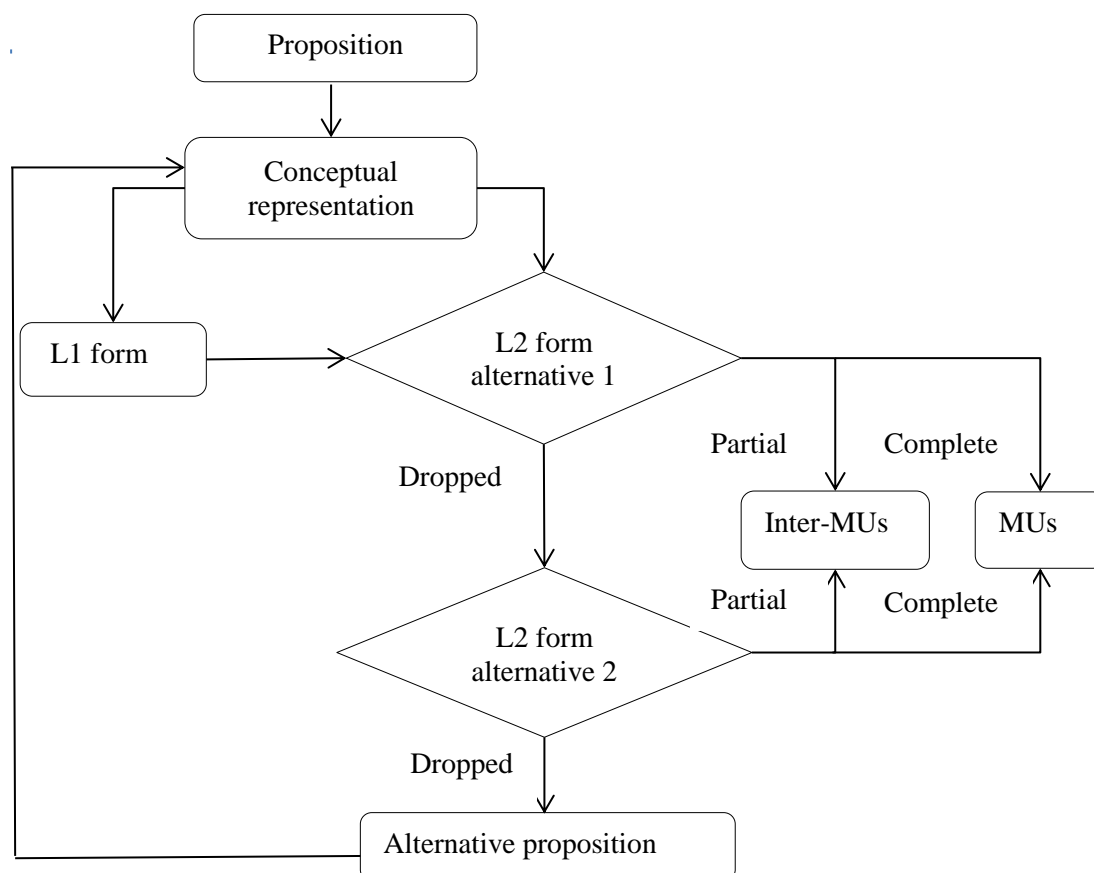 Proposition
Conceptual
representation
L1 form
L2 form
alternative 1
Partial
Complete
Dropped
Inter-MUs
MUs
Partial
Complete
L2 form
alternative 2
Dropped
Alternative proposition